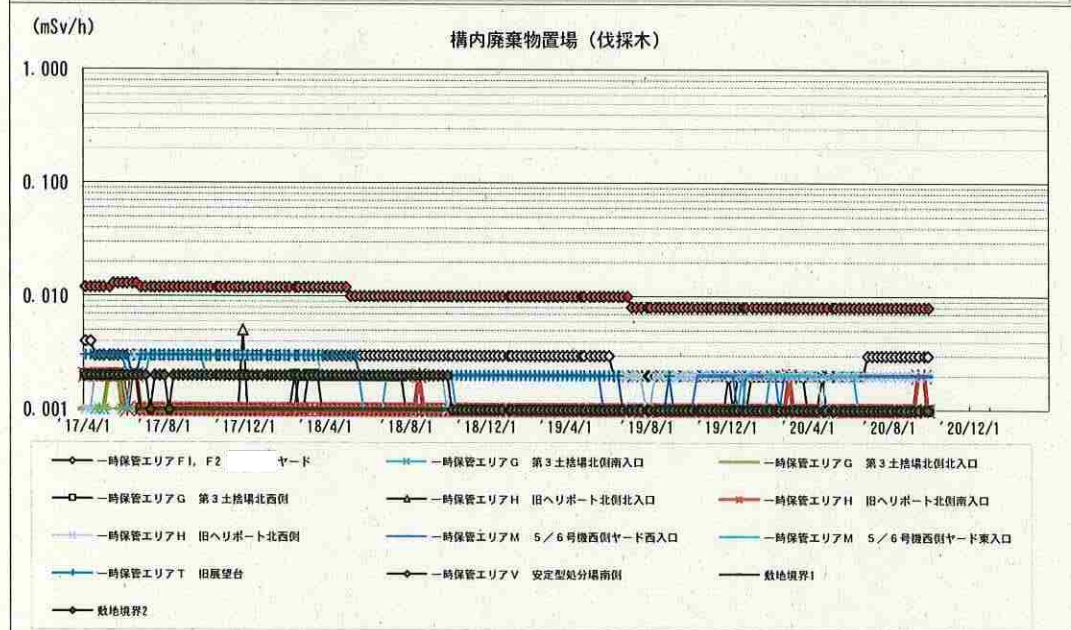 (mSv/h)
構内廃棄物置場(伐採木)
1.000
0.100
0.010
0.001
'17/4/1 '17/8/1 '17/12/1 '18/4/1 '18/8/1 '18/12/1 '19/4/1 '19/8/1 '19/12/1 '20/4/1 '20/8/1 '20/12/1
一時保管エリアF1, F2 ヤード 一時保管エリアG 第3土捨場北側南入口 一時保管エリアG 第3土捨場北側北入口
一時保管エリアG 第3土捨場北西側 一時保管エリアH 旧ヘリポート北側北入口 一時保管エリアH 旧ヘリポート北側南入口
一時保管エリアH 旧ヘリポート北西側 一時保管エリアM 5/6号機西側ヤード西入口 一時保管エリアM 5/6号機西側ヤード東入口
一時保管エリアT 旧展望台 一時保管エリアV 安定型処分場南側 敷地境界1
敷地境界2